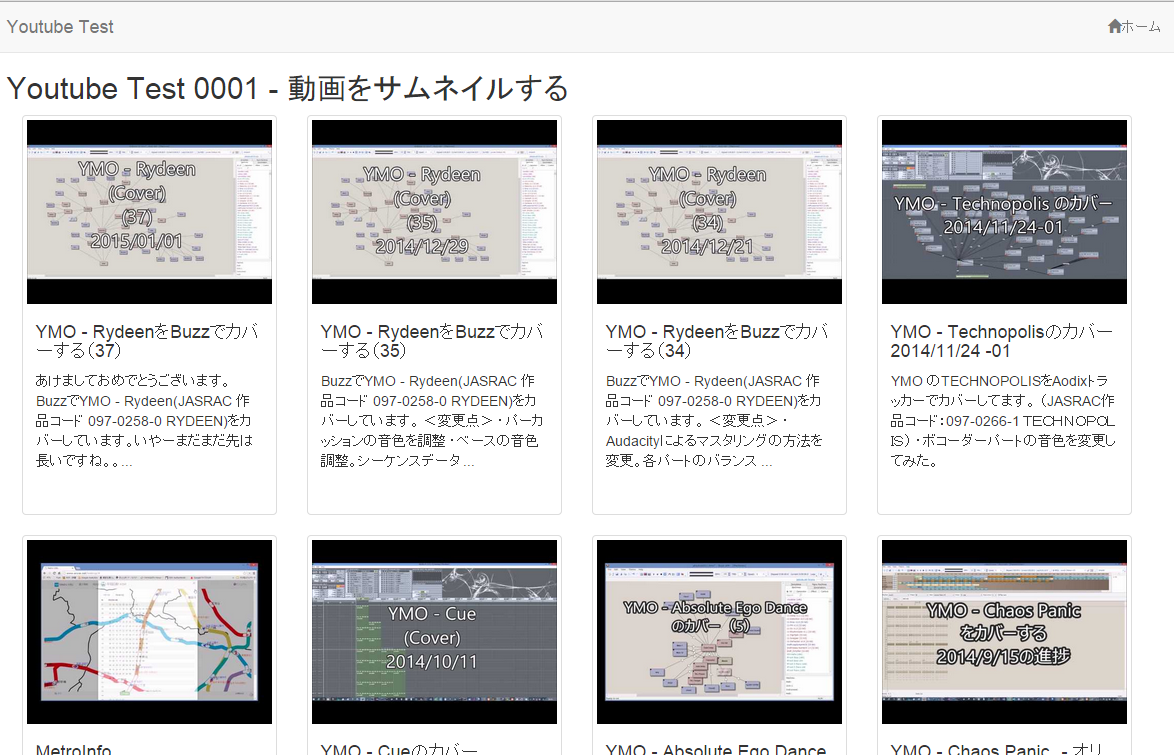 Youtube Test
ホーム
Youtube Test 0001 - 動画をサムネイルする
YMO - Rydeen
(Cover)
(37)
2015/01/01
YMO - RydeenをBuzzでカバ
ーする(37)
あけましておめでとうございます。
BuzzでYMO - Rydeen(JASRAC 作
品コード 097-0258-0 RYDEEN)をカ
バーしています。いやーまだまだ先は
長いですね。。...
YMO - Rydeen
(Cover)
(35)
2014/12/29
YMO - RydeenをBuzzでカバ
ーする(35)
BuzzでYMO - Rydeen(JASRAC 作
品コード 097-0258-0 RYDEEN)をカ
バーしています。 <変更点> ・パーカ
ッションの音色を調整 ・ベースの音色
調整。シーケンスデータ ...
YMO - Rydeen
(Cover)
(34)
2014/12/21
YMO - RydeenをBuzzでカバ
ーする(34)
BuzzでYMO - Rydeen(JASRAC 作
品コード 097-0258-0 RYDEEN)をカ
バーしています。 <変更点> ・
Audacityによるマスタリングの方法を
変更。各パートのバランス ...
YMO - Technopolis のカバー
2014/11/24-01
YMO - Technopolisのカバー
2014/11/24 -01
YMO のTECHNOPOLISをAodixトラ
ッカーでカバーしてます。 (JASRAC作
品コード:097-0266-1 TECHNOPOL
IS) ・ボコーダーパートの音色を変更し
てみた。
MetroInfo
YMO - Cue
(Cover)
2014/10/11
YMO - Cueのカバー
YMO - Absolute Ego Dance
のカバー (5)
YMO - Absolute Ego Dance
YMO - Chaos Panic
をカバーする
2014/9/15の進捗
YMO - Chaos Panic - オリ